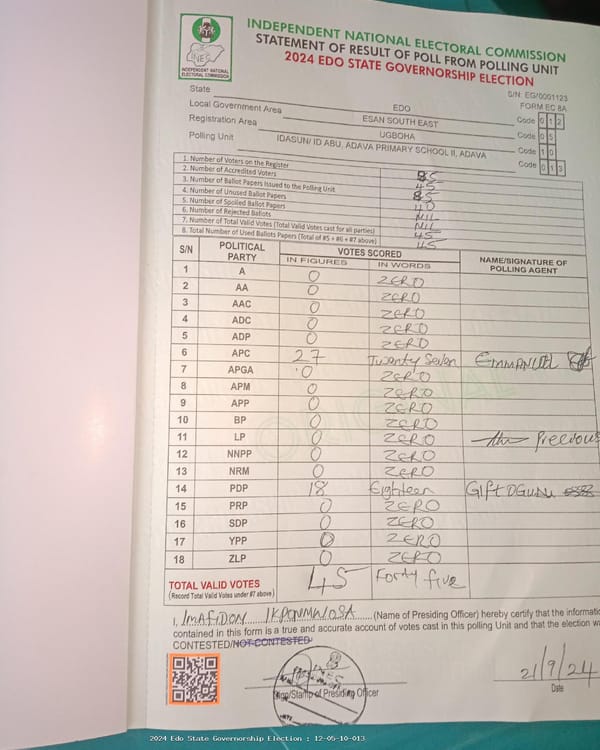 INDEPENDENT NATIONAL ELECTORAL COMMISSION
STATEMENT OF RESULT OF POLL FROM POLLING UNIT
2024 EDO STATE GOVERNORSHIP ELECTION
INEC
INDEPENDENT NATIONAL ELECTORAL COMMISSION
S/N: EG/0001123
FORM EC 8A
State EDO Code 0 1 2
Local Government Area ESAN SOUTH EAST Code 0 5
Registration Area UGBOHA Code 1 0
Polling Unit IDASUN/ ID ABU, ADAVA PRIMARY SCHOOL II, ADAVA Code 0 1 3
1. Number of Voters on the Register 85
2. Number of Accredited Voters 45
3. Number of Ballot Papers Issued to the Polling Unit 85
4. Number of Unused Ballot Papers 40
5. Number of Spoiled Ballot Papers NIL
6. Number of Rejected Ballots NIL
7. Number of Total Valid Votes (Total Valid Votes cast for all parties) 45
8. Total Number of Used Ballots Papers (Total of #5 + #6 + #7 above) 45
S/N POLITICAL PARTY VOTES SCORED NAME/SIGNATURE OF POLLING AGENT
IN FIGURES IN WORDS
1 A 0 ZERO
2 AA 0 ZERO
3 AAC 0 ZERO
4 ADC 0 ZERO
5 ADP 0 ZERO
6 APC 27 Twenty Seven EMMANUEL
7 APGA 0 ZERO
8 APM 0 ZERO
9 APP 0 ZERO
10 BP 0 ZERO
11 LP 0 ZERO Precious
12 NNPP 0 ZERO
13 NRM 0 ZERO
14 PDP 18 Eighteen GIFT OGUNU
15 PRP 0 ZERO
16 SDP 0 ZERO
17 YPP 0 ZERO
18 ZLP 0 ZERO
ORIGINAL
TOTAL VALID VOTES 45 Forty five
(Record Total Valid Votes under #7 above)
I, IMAFIDON IKPONMWOSA (Name of Presiding Officer) hereby certify that the informatio
contained in this form is a true and accurate account of votes cast in this polling Unit and that the election wa
CONTESTED/NOT CONTESTED
Sign/Stamp of Presiding Officer
21/9/24
Date
2024 Edo State Governorship Election : 12-05-10-013